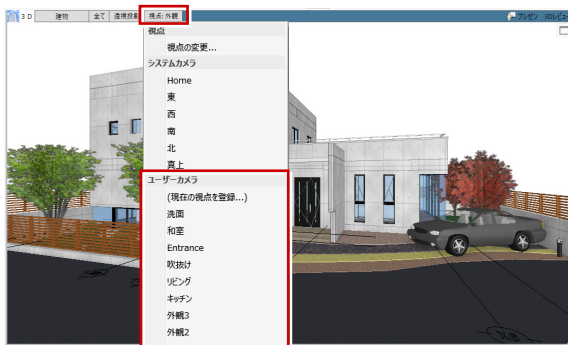 3 D 建物 全て 透視投影 視点: 外観 プレゼン 3Dレビュー
視点
視点の変更...
システムカメラ
Home
東
西
南
北
真上
ユーザーカメラ
(現在の視点を登録...)
洗面
和室
Entrance
吹抜け
リビング
キッチン
外観3
外観2